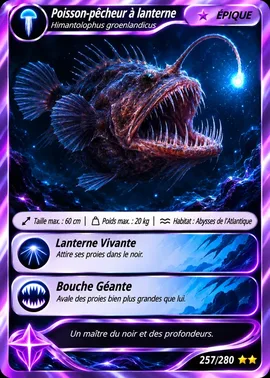 Poisson-pêcheur à lanterne
ÉPIQUE
Himantolophus groenlandicus
Taille max. : 60 cm | Poids max. : 20 kg | Habitat : Abysses de l'Atlantique
Lanterne Vivante
Attire ses proies dans le noir.
Bouche Géante
Avale des proies bien plus grandes que lui.
Un maître du noir et des profondeurs.
257/280 ★★